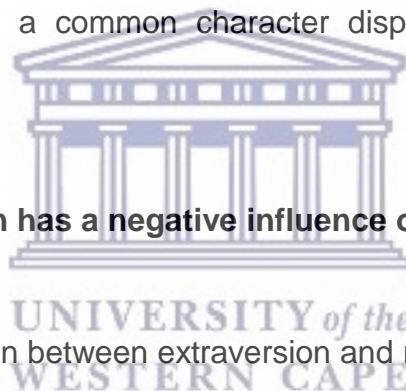 a common character disp
n has a negative influence o
UNIVERSITY of the
n between extraversion and
WESTERN CAPE